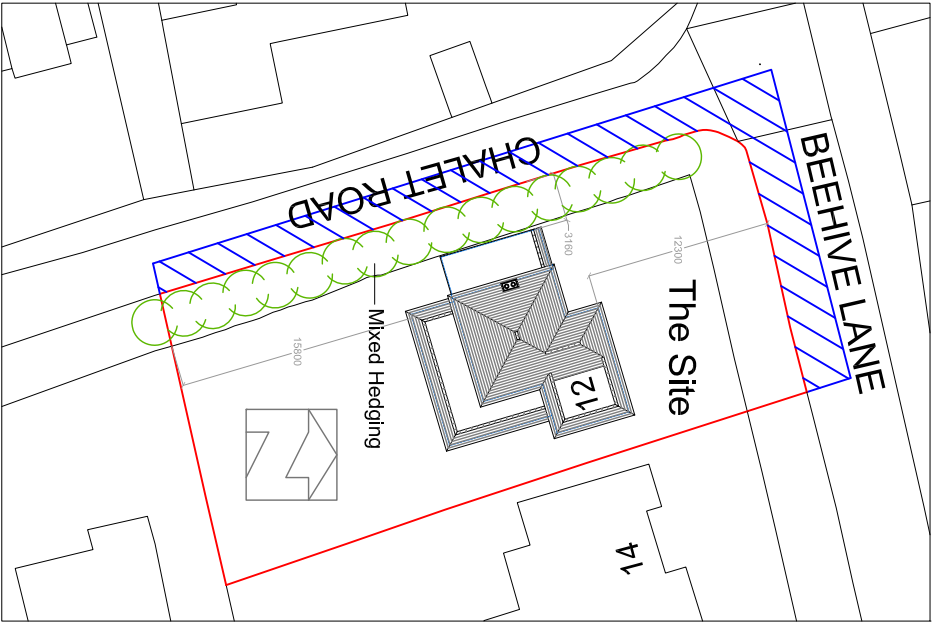 CHALET ROAD
BEEHIVE LANE
3160
12300
The Site
15800
Mixed Hedging
12
14
N